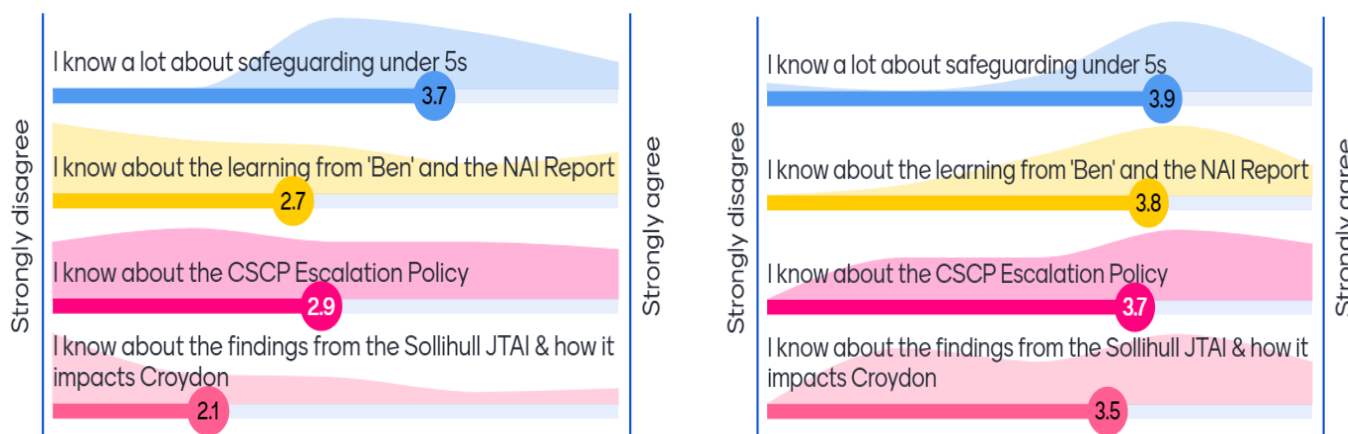 Strongly disagree
I know a lot about safeguarding under 5s
3.7
I know about the learning from 'Ben' and the NAI Report
2.7
I know about the CSCP Escalation Policy
2.9
I know about the findings from the Sollihull JTAI & how it
impacts Croydon
2.1
Strongly agree
Strongly disagree
I know a lot about safeguarding under 5s
3.9
I know about the learning from 'Ben' and the NAI Report
3.8
I know about the CSCP Escalation Policy
3.7
I know about the findings from the Sollihull JTAI & how it
impacts Croydon
3.5
Strongly agree